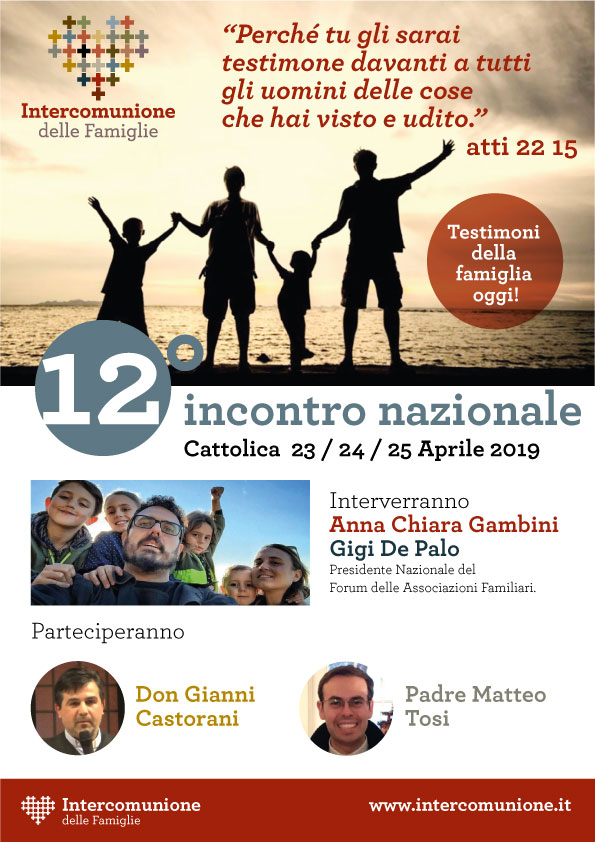 Intercomunione
delle Famiglie
“Perché tu gli sarai
testimone davanti a tutti
gli uomini delle cose
che hai visto e udito.”
atti 22 15
Testimoni
della
famiglia
oggi!
12°
incontro nazionale
Cattolica 23 / 24 / 25 Aprile 2019
Interverranno
Anna Chiara Gambini
Gigi De Palo
Presidente Nazionale del
Forum delle Associazioni Familiari.
Parteciperanno
Don Gianni
Castorani
Padre Matteo
Tosi
Intercomunione
delle Famiglie
www.intercomunione.it